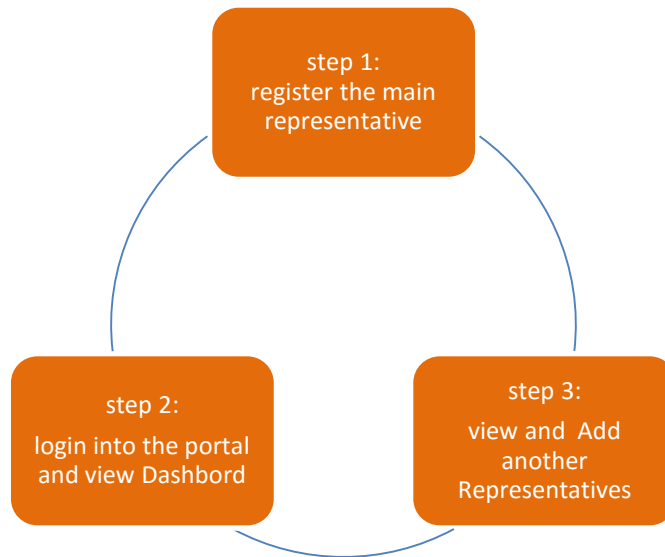 step 1:
register the main
representative
step 2:
login into the portal
and view Dashbord
step 3:
view and  Add
another
Representatives